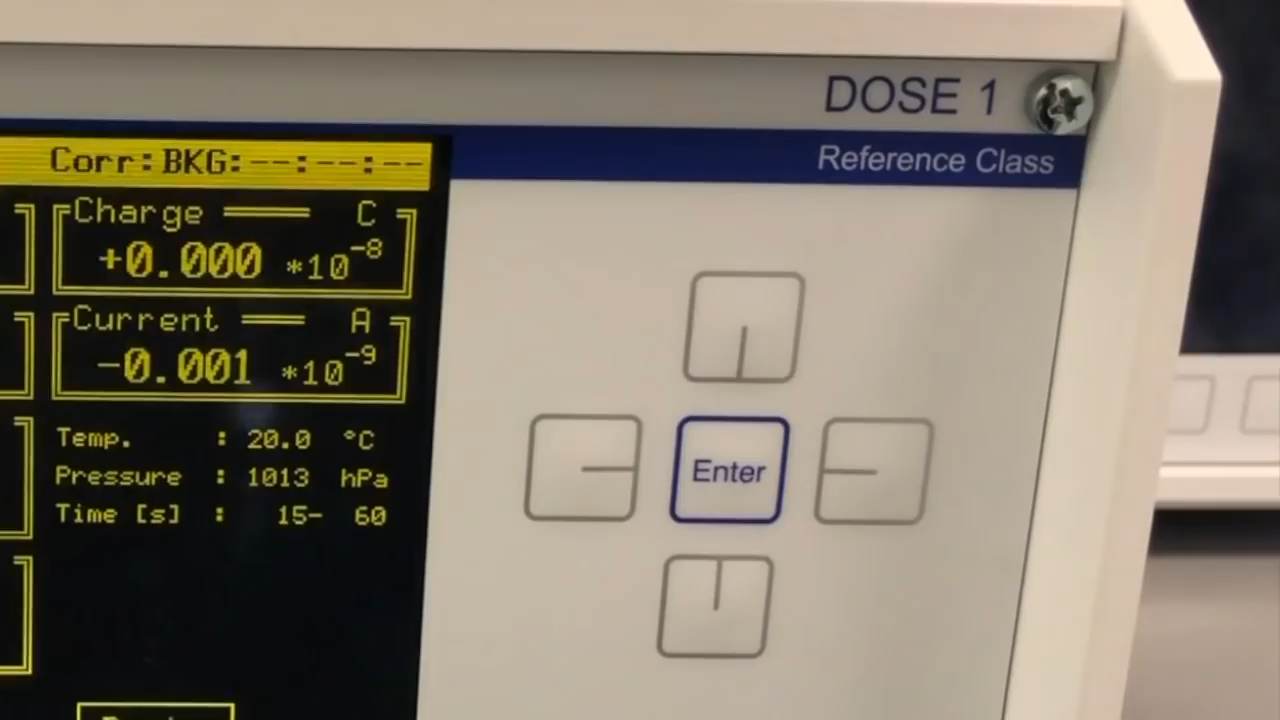 DOSE 1
Reference Class
Corr:BKG:--:--:--
Charge C
+0.000 *10⁻⁸
Current A
-0.001 *10⁻⁹
Temp. : 20.0 °C
Pressure : 1013 hPa
Time [s] : 15- 60
Enter